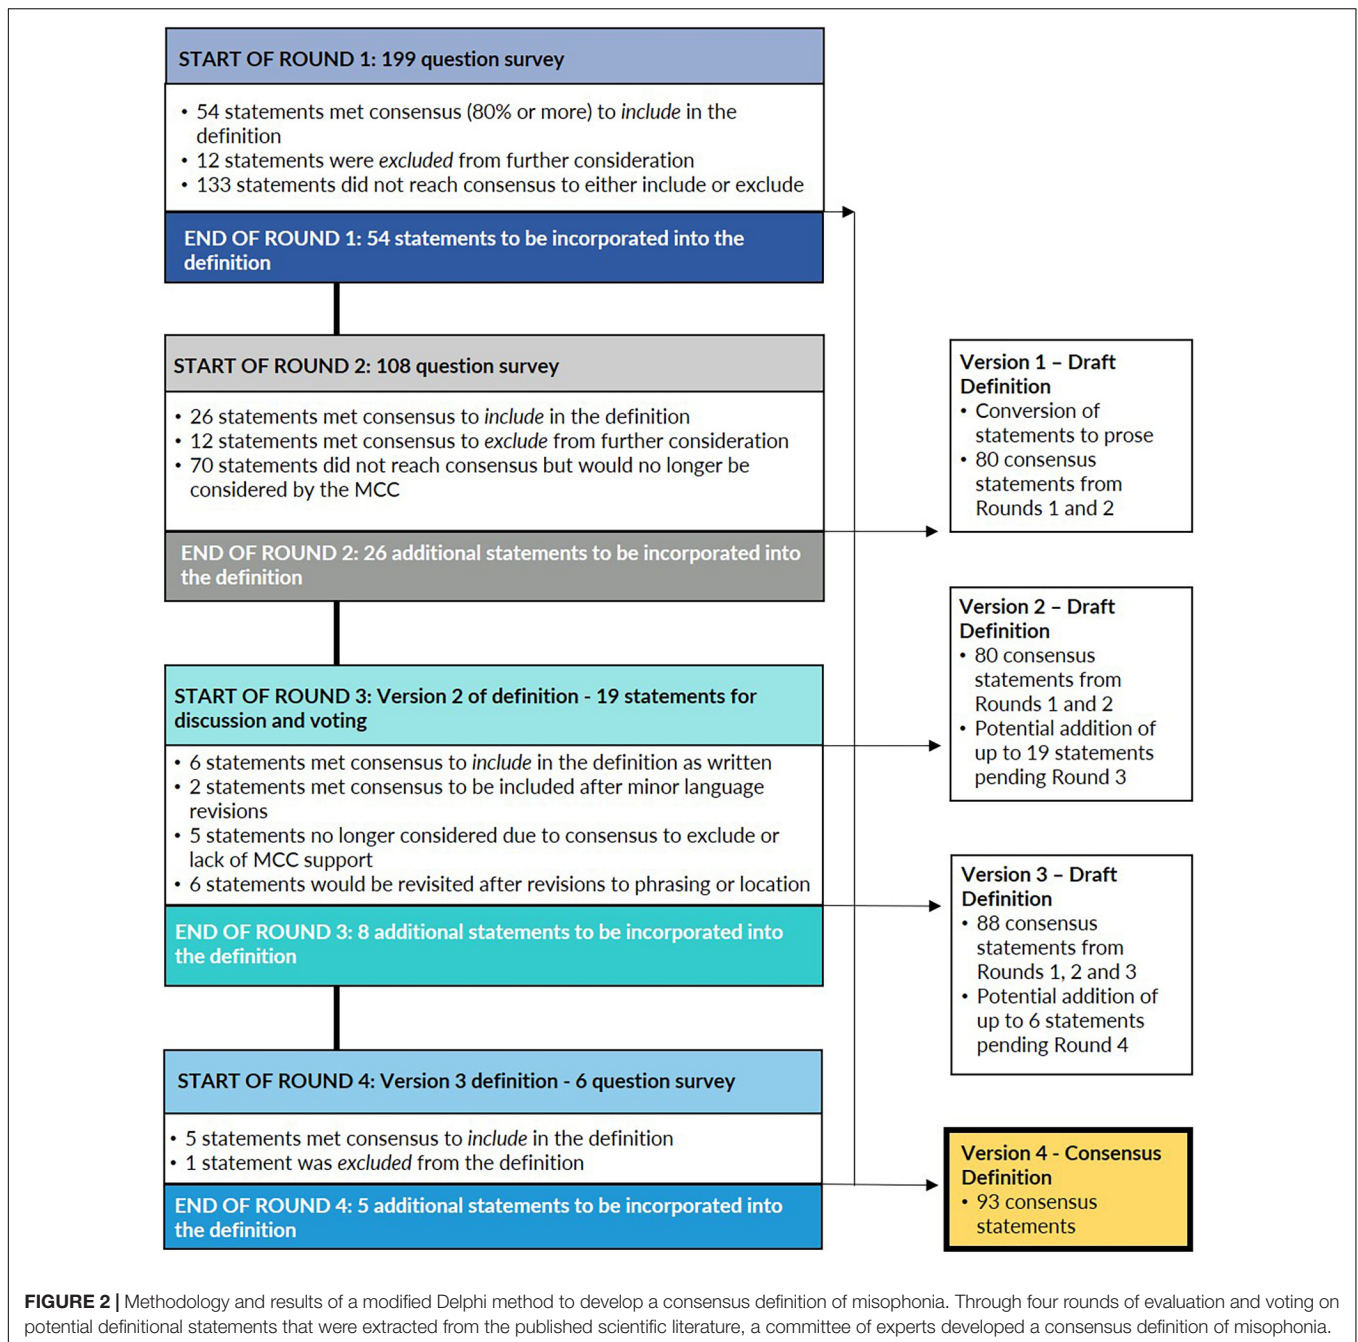 START OF ROUND 1: 199 question survey
• 54 statements met consensus (80% or more) to include in the
definition
• 12 statements were excluded from further consideration
• 133 statements did not reach consensus to either include or exclude
END OF ROUND 1: 54 statements to be incorporated into the
definition
START OF ROUND 2: 108 question survey
• 26 statements met consensus to include in the definition
• 12 statements met consensus to exclude from further consideration
• 70 statements did not reach consensus but would no longer be
considered by the MCC
END OF ROUND 2: 26 additional statements to be incorporated into
the definition
Version 1 – Draft
Definition
• Conversion of
statements to prose
• 80 consensus
statements from
Rounds 1 and 2
START OF ROUND 3: Version 2 of definition - 19 statements for
discussion and voting
• 6 statements met consensus to include in the definition as written
• 2 statements met consensus to be included after minor language
revisions
• 5 statements no longer considered due to consensus to exclude or
lack of MCC support
• 6 statements would be revisited after revisions to phrasing or location
END OF ROUND 3: 8 additional statements to be incorporated into
the definition
Version 2 – Draft
Definition
• 80 consensus
statements from
Rounds 1 and 2
• Potential addition of
up to 19 statements
pending Round 3
Version 3 – Draft
Definition
• 88 consensus
statements from
Rounds 1, 2 and 3
• Potential addition of
up to 6 statements
pending Round 4
START OF ROUND 4: Version 3 definition - 6 question survey
• 5 statements met consensus to include in the definition
• 1 statement was excluded from the definition
END OF ROUND 4: 5 additional statements to be incorporated into
the definition
Version 4 - Consensus
Definition
• 93 consensus
statements
FIGURE 2 | Methodology and results of a modified Delphi method to develop a consensus definition of misophonia. Through four rounds of evaluation and voting on
potential definitional statements that were extracted from the published scientific literature, a committee of experts developed a consensus definition of misophonia.